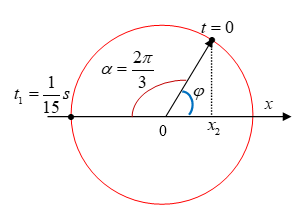 t = 0
α = 2π/3
t₁ = 1/15 s
φ
x
0
x₂